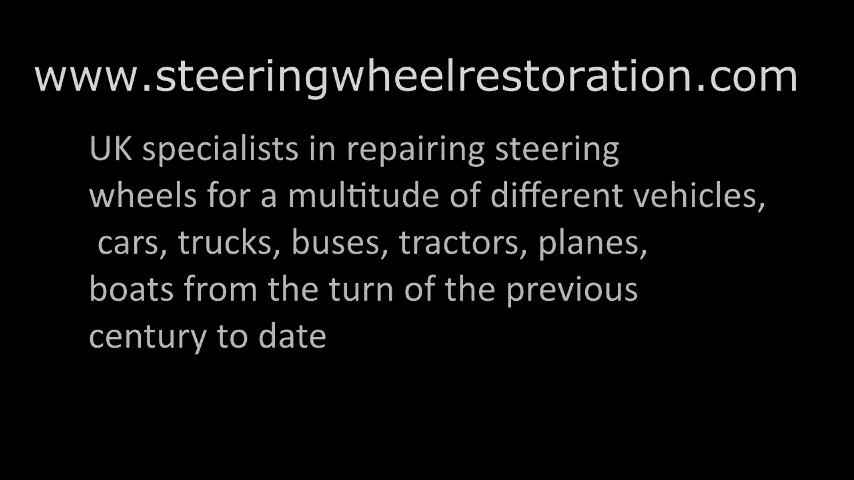 www.steeringwheelrestoration.com
UK specialists in repairing steering
wheels for a multitude of different vehicles,
cars, trucks, buses, tractors, planes,
boats from the turn of the previous
century to date